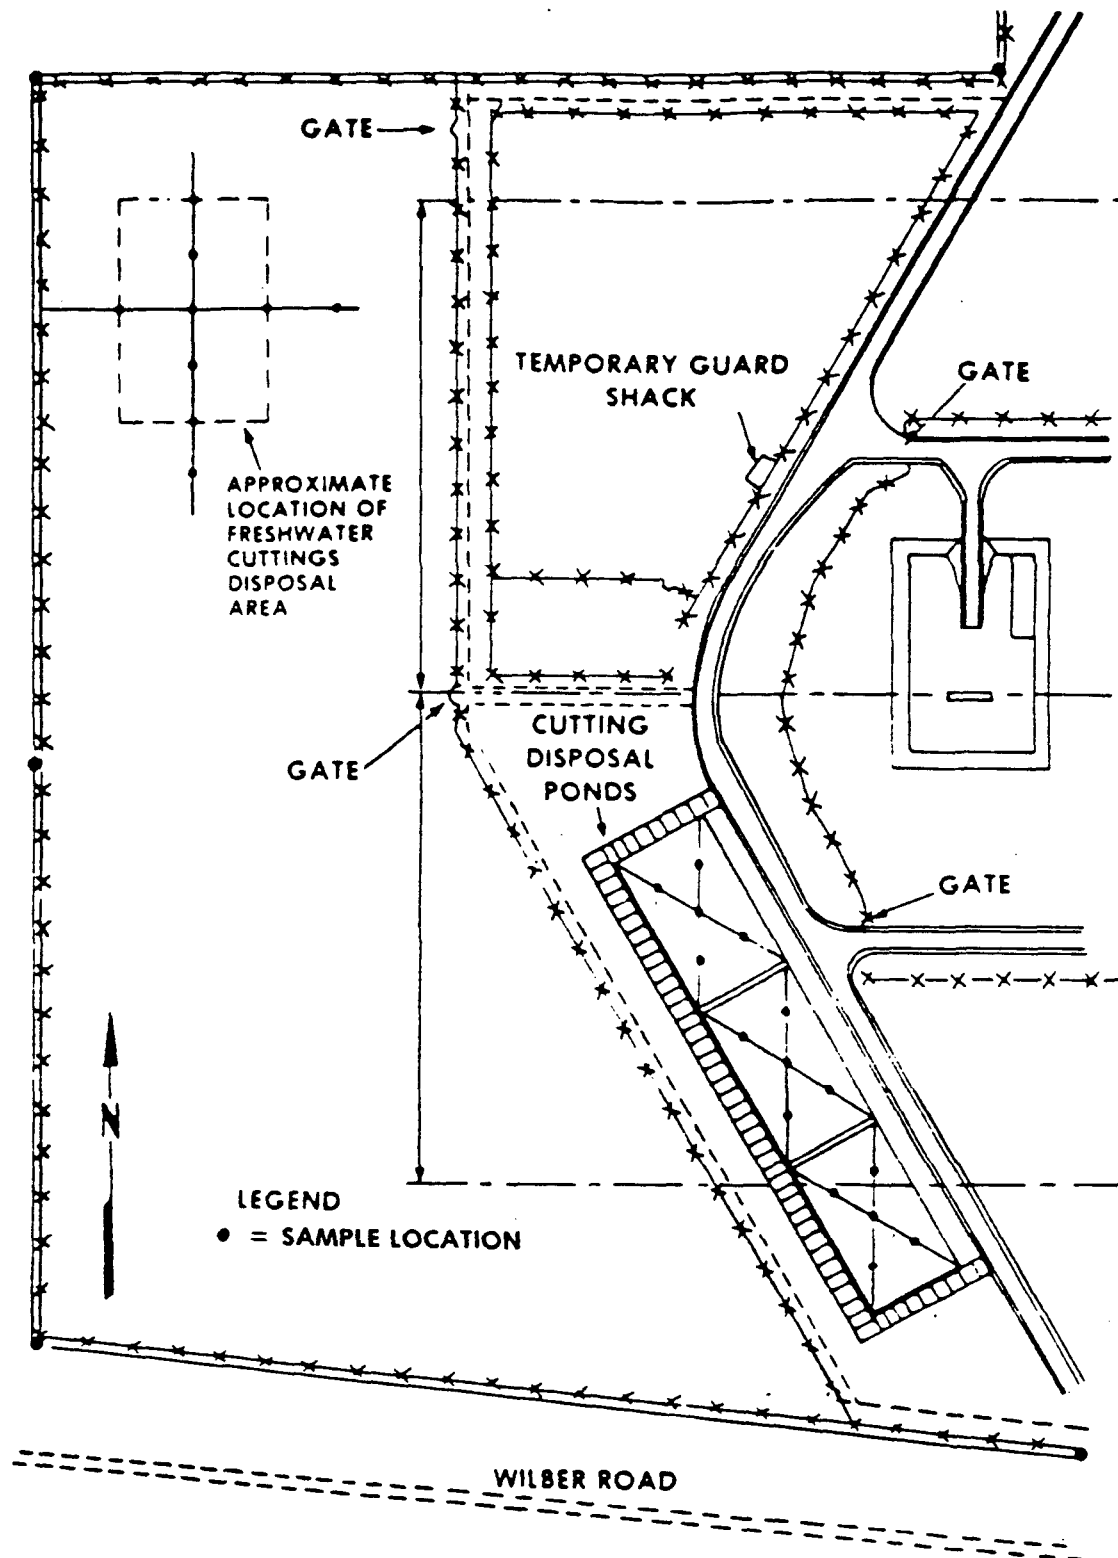 GATE
TEMPORARY GUARD
SHACK
GATE
APPROXIMATE
LOCATION OF
FRESHWATER
CUTTINGS
DISPOSAL
AREA
GATE
CUTTING
DISPOSAL
PONDS
GATE
N
LEGEND
● = SAMPLE LOCATION
WILBER ROAD